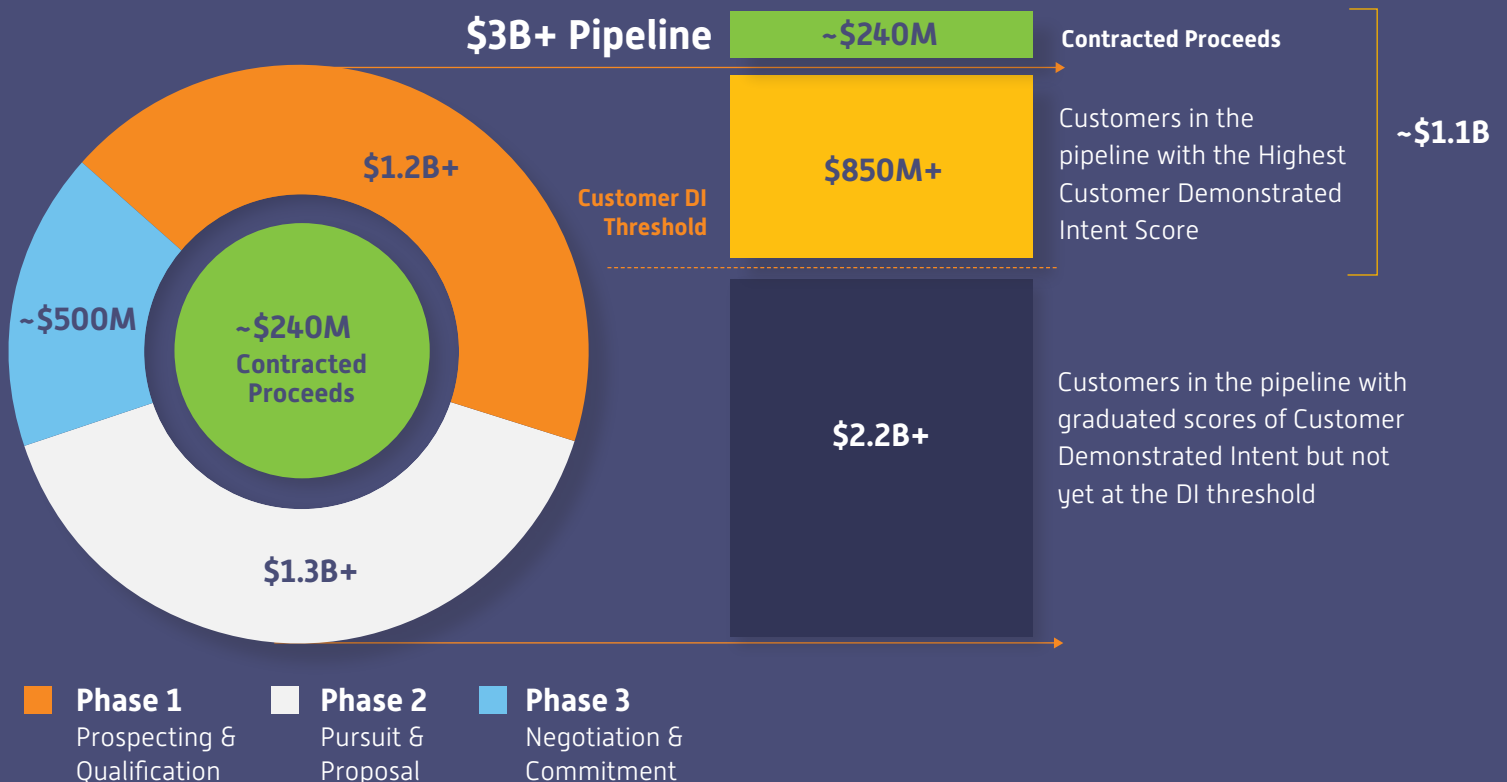 $3B+ Pipeline
~$240M
Contracted Proceeds
$1.2B+
~$500M
~$240M
Contracted
Proceeds
$1.3B+
Customer DI
Threshold
$850M+
Customers in the
pipeline with the Highest
Customer Demonstrated
Intent Score
~$1.1B
$2.2B+
Customers in the pipeline with
graduated scores of Customer
Demonstrated Intent but not
yet at the DI threshold
Phase 1
Prospecting &
Qualification
Phase 2
Pursuit &
Proposal
Phase 3
Negotiation &
Commitment